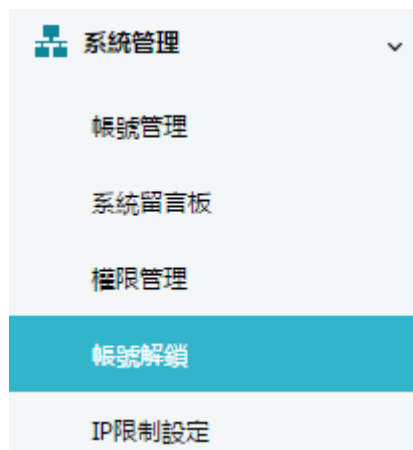 系統管理
帳號管理
系統留言板
權限管理
帳號解鎖
IP限制設定